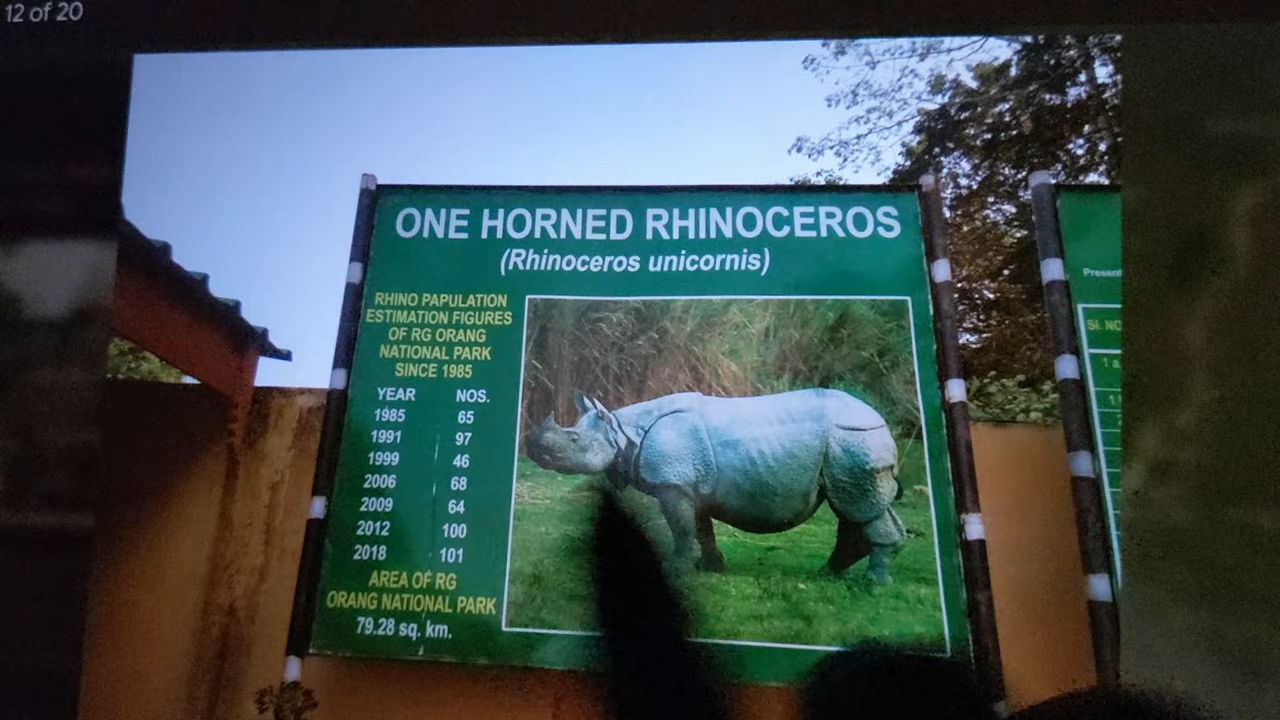 12 of 20
ONE HORNED RHINOCEROS
(Rhinoceros unicornis)
RHINO PAPULATION
ESTIMATION FIGURES
OF RG ORANG
NATIONAL PARK
SINCE 1985
YEAR NOS.
1985 65
1991 97
1999 46
2006 68
2009 64
2012 100
2018 101
AREA OF RG
ORANG NATIONAL PARK
79.28 sq. km.
Present
Sl. NO